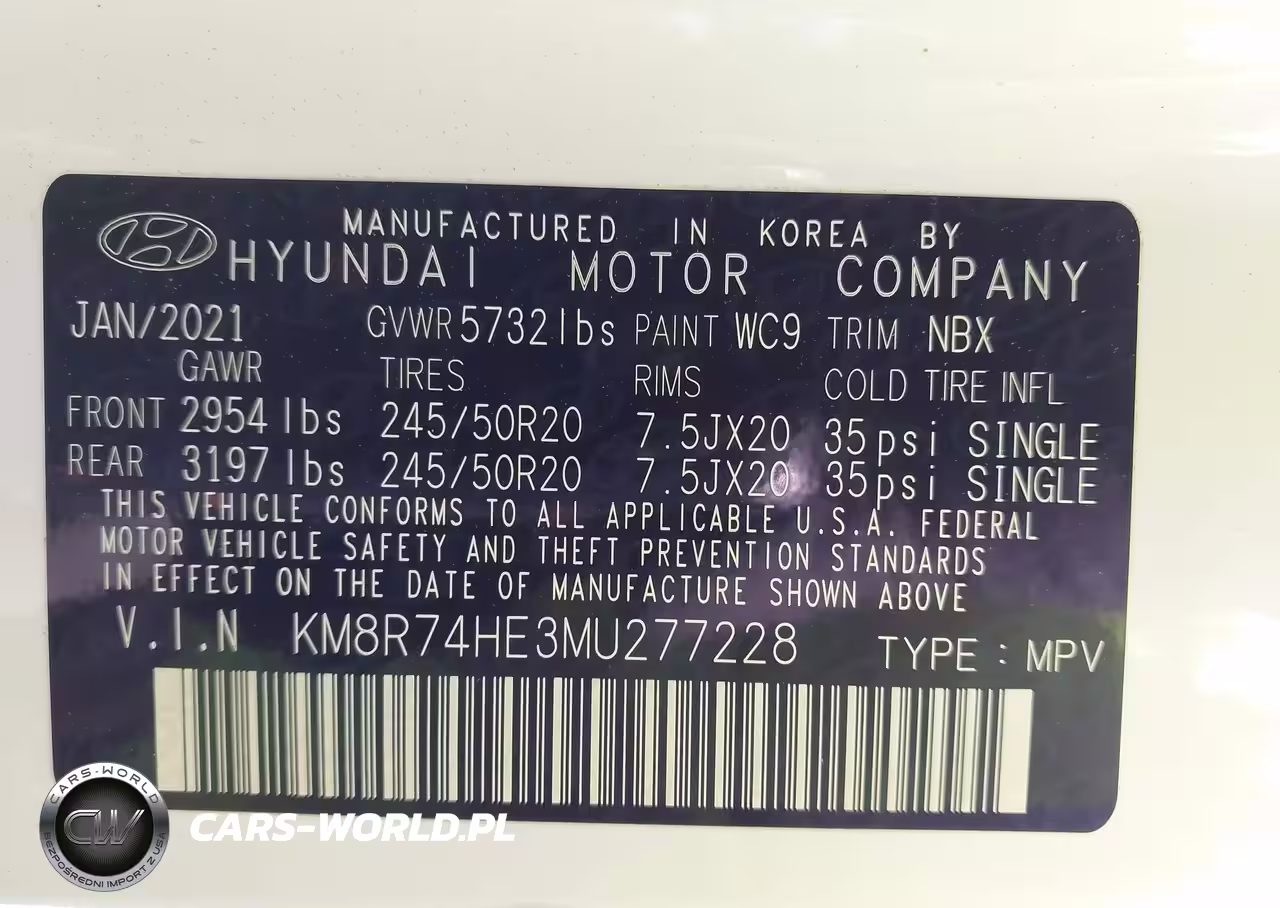 MANUFACTURED IN KOREA BY
HYUNDAI MOTOR COMPANY
JAN/2021 GVWR 5732 lbs PAINT WC9 TRIM NBX
GAWR TIRES RIMS COLD TIRE INFL
FRONT 2954 lbs 245/50R20 7.5JX20 35psi SINGLE
REAR 3197 lbs 245/50R20 7.5JX20 35psi SINGLE
THIS VEHICLE CONFORMS TO ALL APPLICABLE U.S.A. FEDERAL
MOTOR VEHICLE SAFETY AND THEFT PREVENTION STANDARDS
IN EFFECT ON THE DATE OF MANUFACTURE SHOWN ABOVE
V.I.N KM8R74HE3MU277228 TYPE : MPV
CARS-WORLD
CW
BEZPOŚREDNI IMPORT Z USA
CARS-WORLD.PL